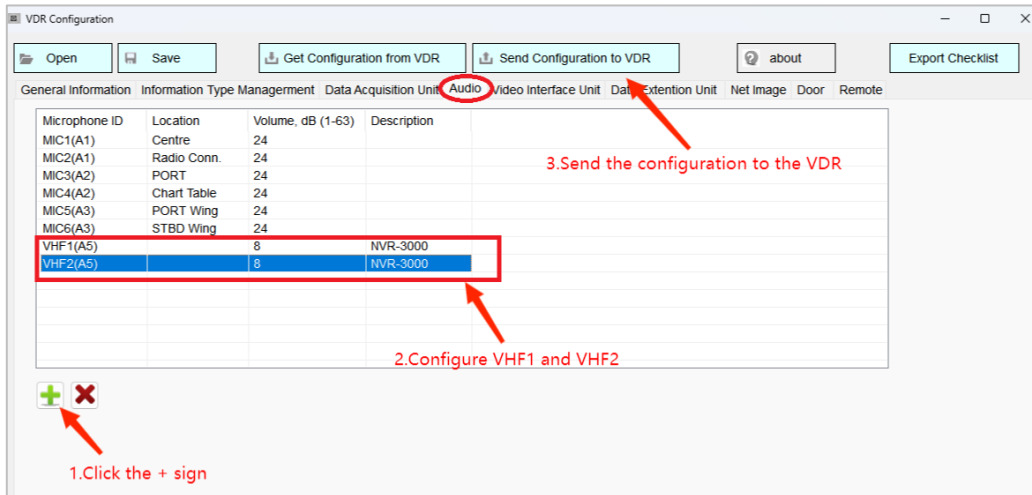 VDR Configuration
Open Save Get Configuration from VDR Send Configuration to VDR about Export Checklist
General Information Information Type Managerment Data Acquisition Unit Audio Video Interface Unit Data Extention Unit Net Image Door Remote
Microphone ID Location Volume, dB (1-63) Description
MIC1(A1) Centre 24
MIC2(A1) Radio Conn. 24
MIC3(A2) PORT 24
MIC4(A2) Chart Table 24
MIC5(A3) PORT Wing 24
MIC6(A3) STBD Wing 24
VHF1(A5) 8 NVR-3000
VHF2(A5) 8 NVR-3000
3.Send the configuration to the VDR
2.Configure VHF1 and VHF2
1.Click the + sign